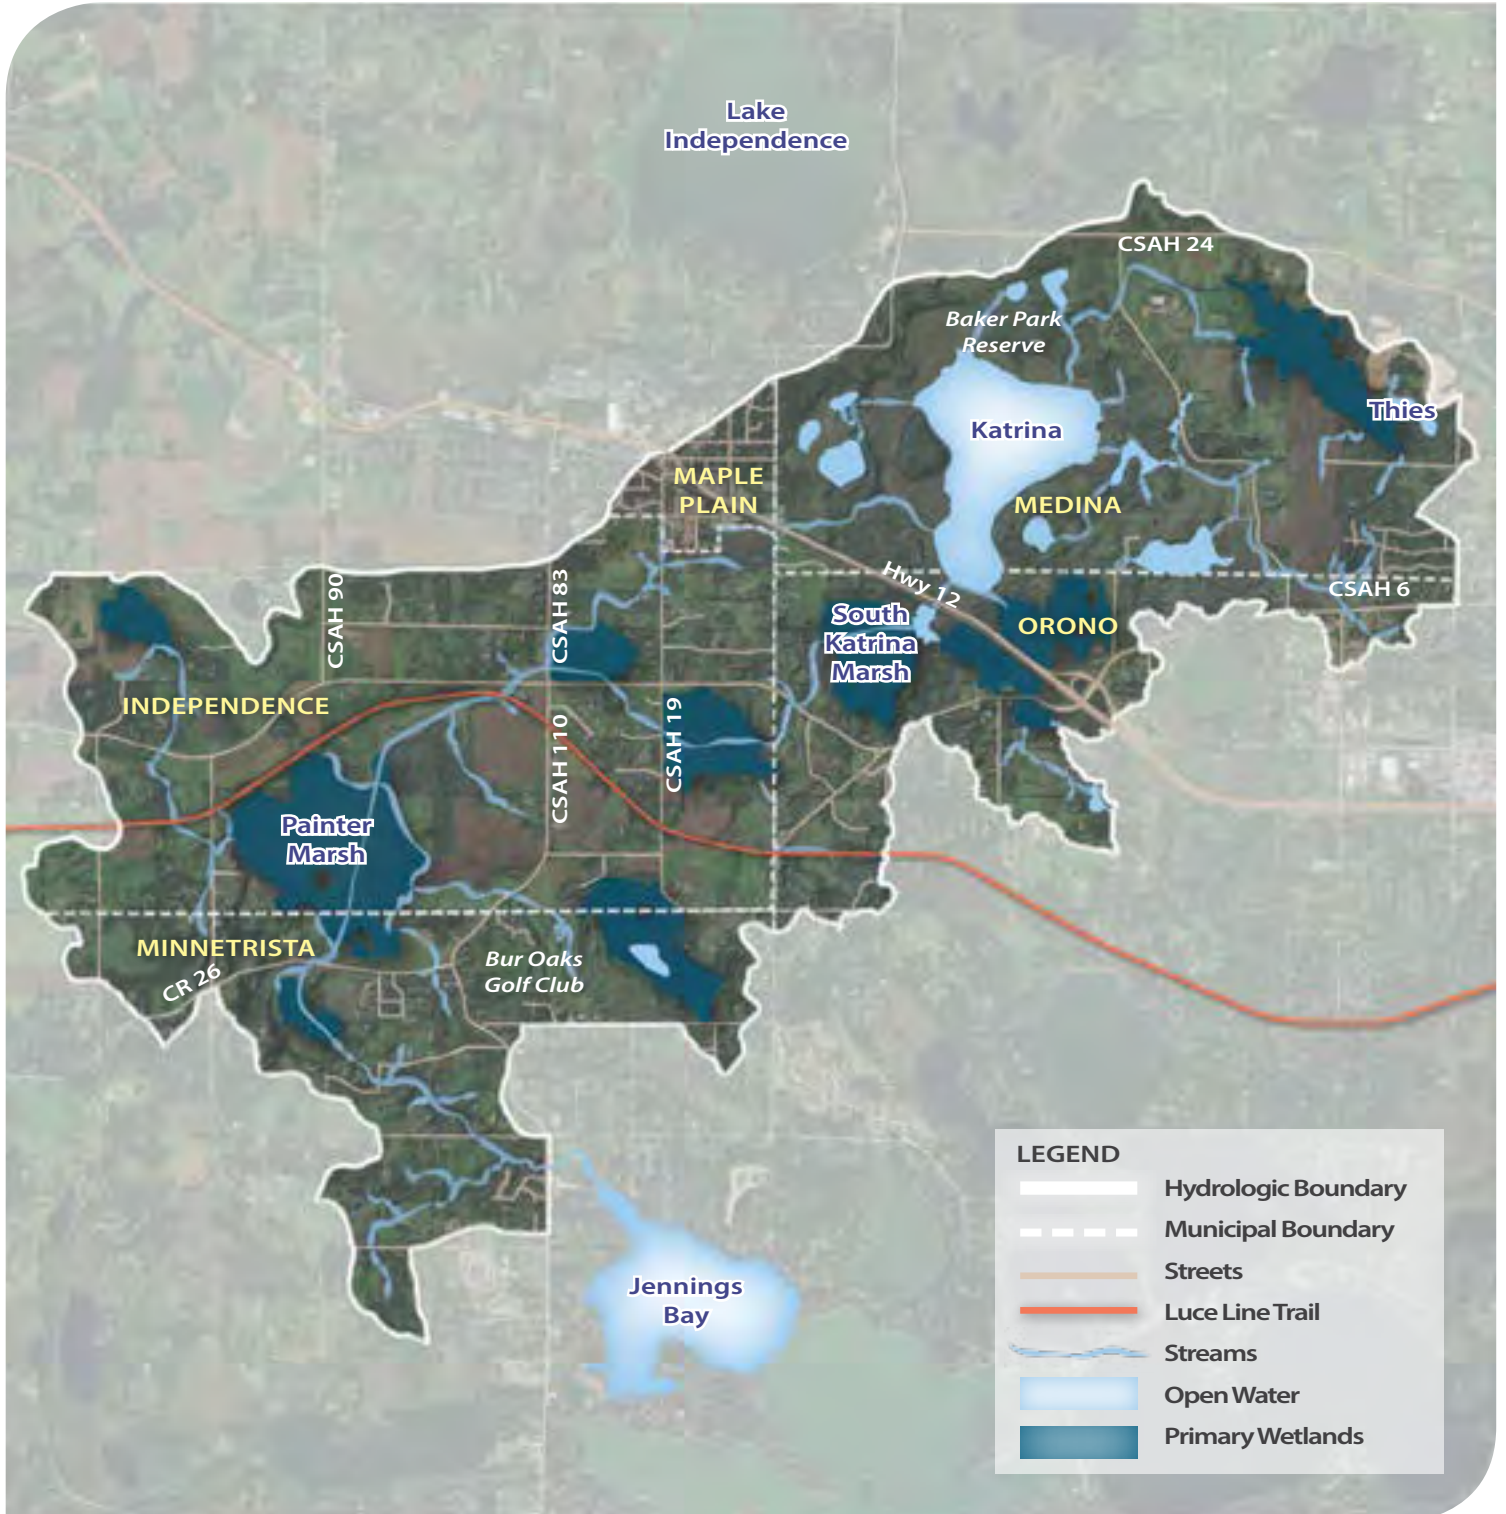 Lake
Independence
CSAH 24
Baker Park
Reserve
Thies
Katrina
MAPLE
PLAIN
MEDINA
Hwy 12
CSAH 90
CSAH 83
CSAH 6
South
Katrina
Marsh
ORONO
INDEPENDENCE
CSAH 110
CSAH 19
Painter
Marsh
MINNETRISTA
CR 26
Bur Oaks
Golf Club
Jennings
Bay
LEGEND
Hydrologic Boundary
Municipal Boundary
Streets
Luce Line Trail
Streams
Open Water
Primary Wetlands